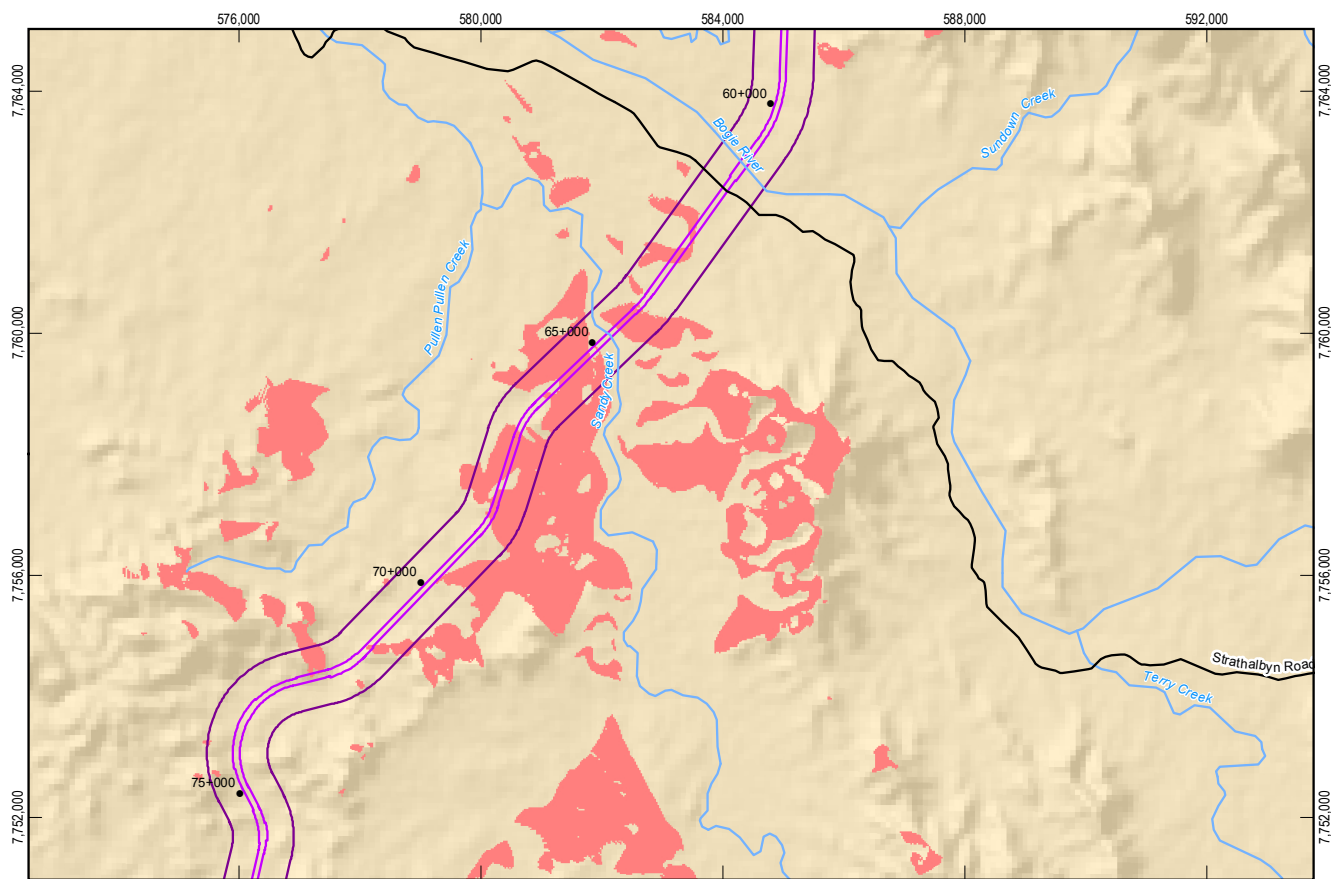 576,000
580,000
584,000
588,000
592,000
7,764,000
7,764,000
60+000
Bogie River
Sundown Creek
Pullen Pullen Creek
7,760,000
65+000
7,760,000
Sandy Creek
7,756,000
70+000
7,756,000
Strathalbyn Road
Terry Creek
75+000
7,752,000
7,752,000